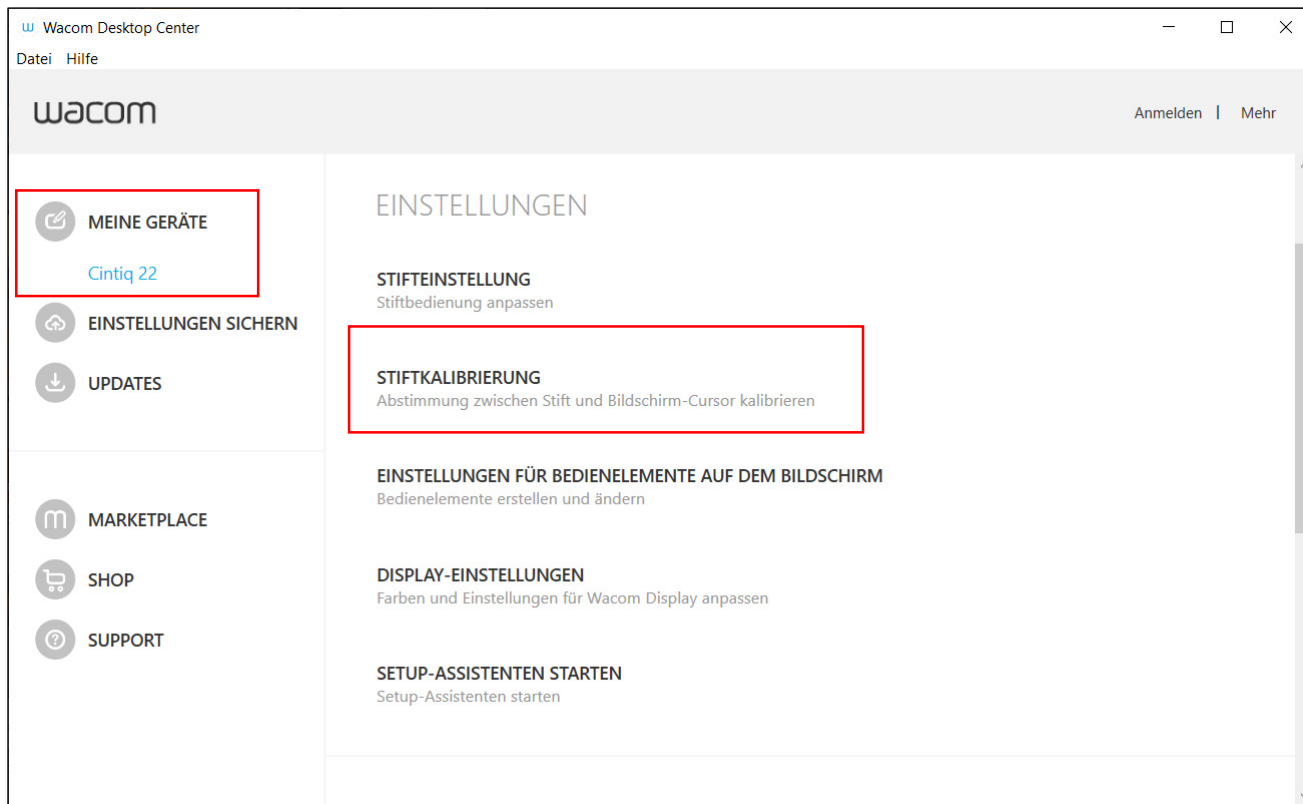 Wacom Desktop Center
Datei Hilfe
wacom
Anmelden | Mehr
MEINE GERÄTE
Cintiq 22
EINSTELLUNGEN SICHERN
UPDATES
MARKETPLACE
SHOP
SUPPORT
EINSTELLUNGEN
STIFTEINSTELLUNG
Stiftbedienung anpassen
STIFTKALIBRIERUNG
Abstimmung zwischen Stift und Bildschirm-Cursor kalibrieren
EINSTELLUNGEN FÜR BEDIENELEMENTE AUF DEM BILDSCHIRM
Bedienelemente erstellen und ändern
DISPLAY-EINSTELLUNGEN
Farben und Einstellungen für Wacom Display anpassen
SETUP-ASSISTENTEN STARTEN
Setup-Assistenten starten